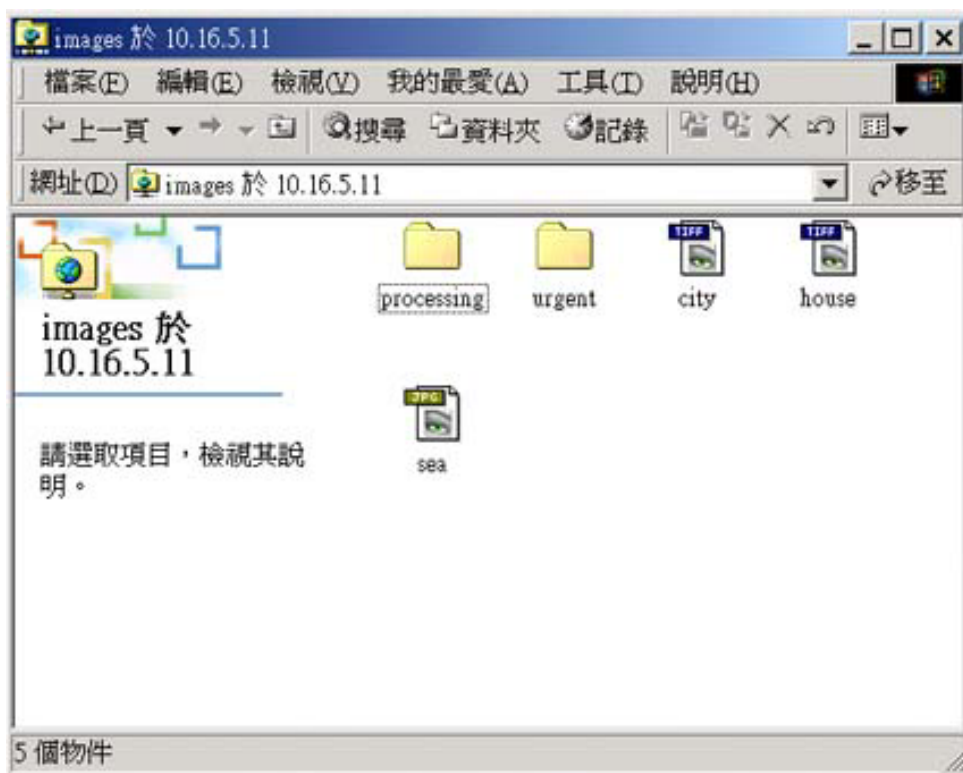 images 於 10.16.5.11
檔案(F) 編輯(E) 檢視(V) 我的最愛(A) 工具(T) 說明(H)
上一頁 搜尋 資料夾 記錄
網址(D) images 於 10.16.5.11 移至
images 於
10.16.5.11
請選取項目，檢視其說
明。
processing urgent
TIFF TIFF
city house
JPG
sea
5 個物件